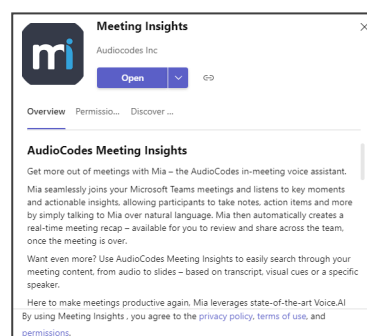 mi
Meeting Insights
Audiocodes Inc
Open
Overview Permissio... Discover ...
AudioCodes Meeting Insights
Get more out of meetings with Mia – the AudioCodes in-meeting voice assistant.
Mia seamlessly joins your Microsoft Teams meetings and listens to key moments
and actionable insights, allowing participants to take notes, action items and more
by simply talking to Mia over natural language. Mia then automatically creates a
real-time meeting recap – available for you to review and share across the team,
once the meeting is over.
Want even more? Use AudioCodes Meeting Insights to easily search through your
meeting content, from audio to slides – based on transcript, visual cues or a specific
speaker.
Here to make meetings productive again, Mia leverages state-of-the-art Voice.AI
By using Meeting Insights , you agree to the privacy policy, terms of use, and
permissions.